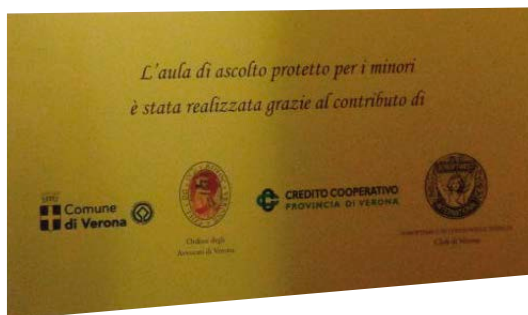 L'aula di ascolto protetto per i minori
è stata realizzata grazie al contributo di
Comune
di Verona
Ordine degli
Avvocati di Verona
CREDITO COOPERATIVO
PROVINCIA DI VERONA
Club di Verona